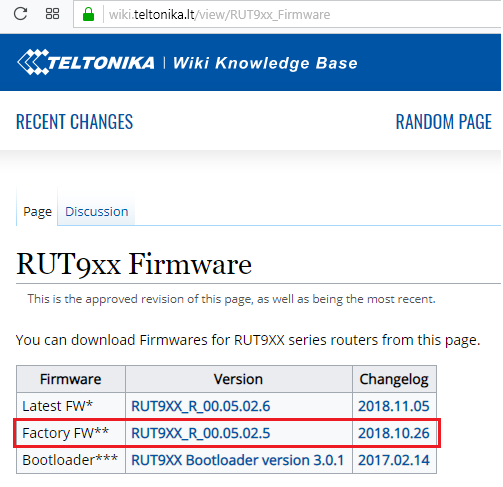 wiki.teltonika.lt/view/RUT9xx_Firmware
TELTONIKA | Wiki Knowledge Base
RECENT CHANGES RANDOM PAGE
Page Discussion
RUT9xx Firmware
This is the approved revision of this page, as well as being the most recent.
You can download Firmwares for RUT9XX series routers from this page.
Firmware Version Changelog
Latest FW* RUT9XX_R_00.05.02.6 2018.11.05
Factory FW** RUT9XX_R_00.05.02.5 2018.10.26
Bootloader*** RUT9XX Bootloader version 3.0.1 2017.02.14